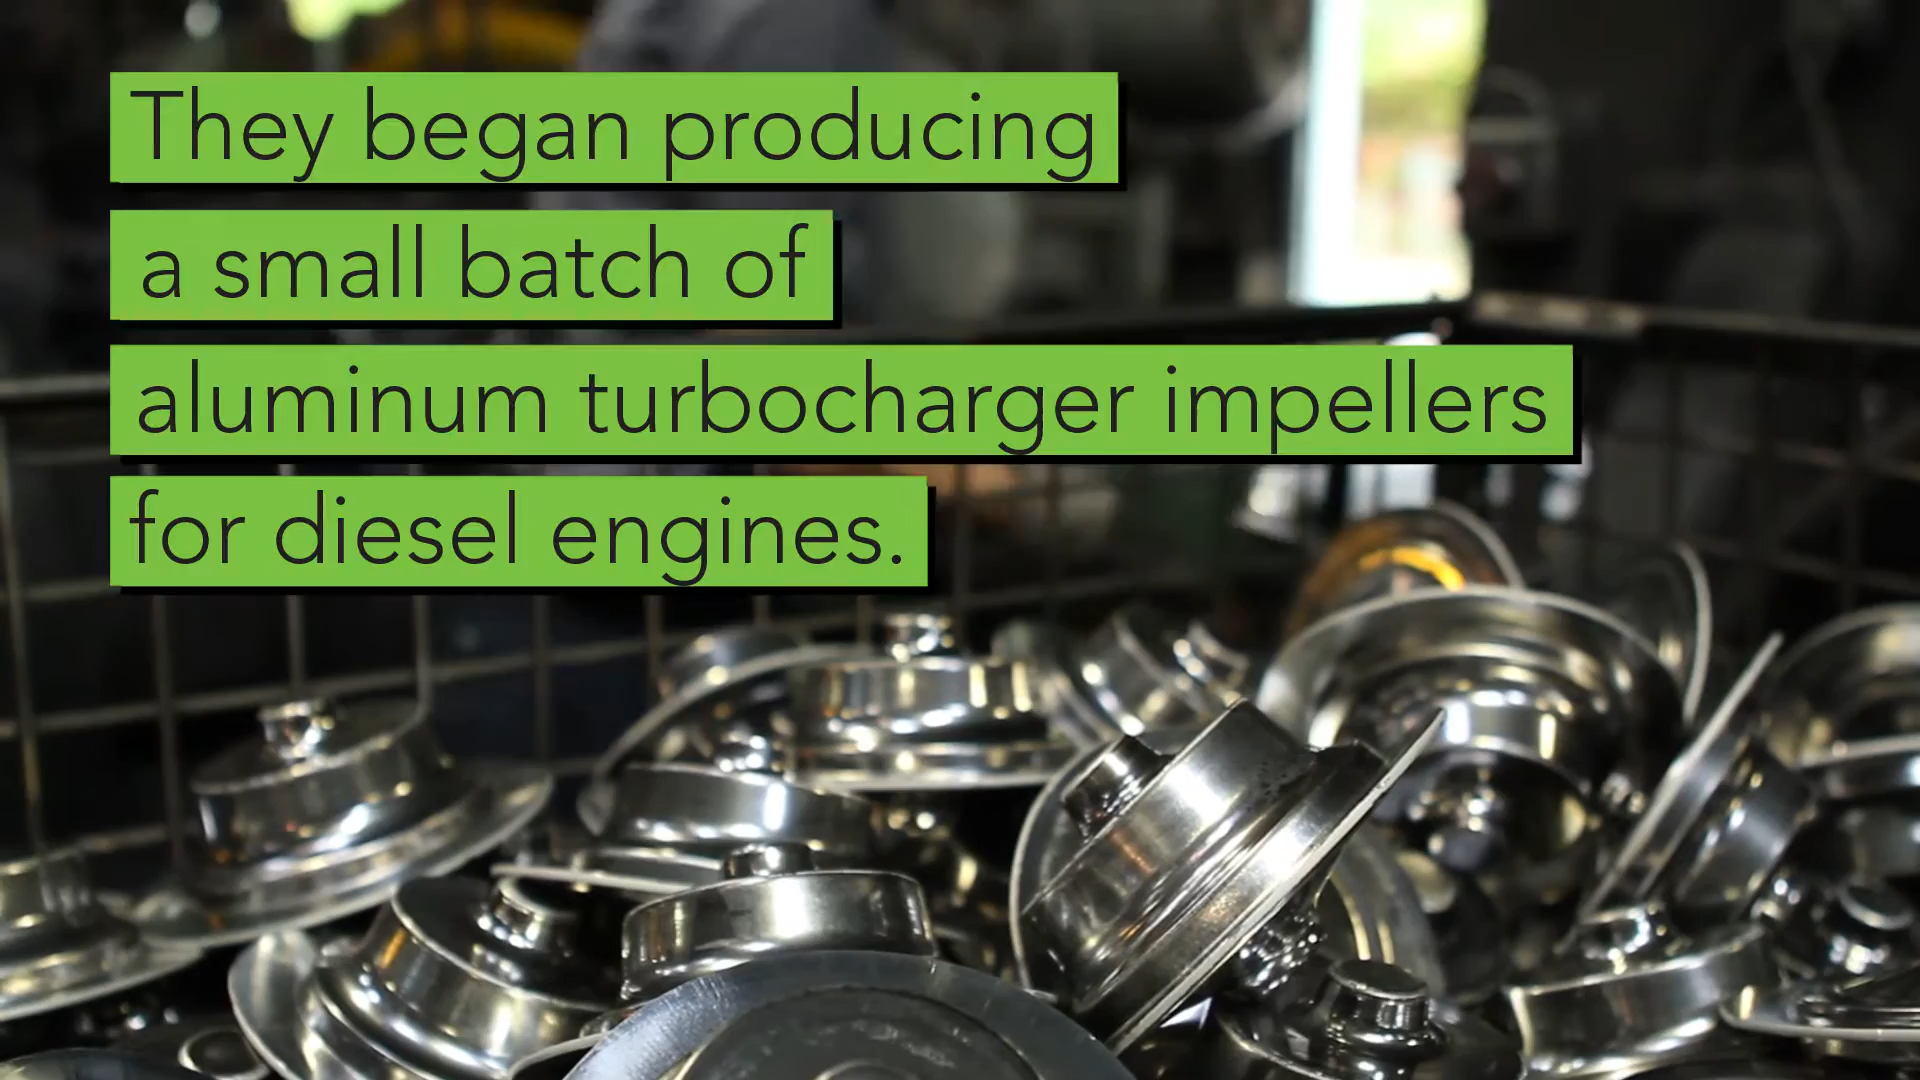 They began producing
a small batch of
aluminum turbocharger impellers
for diesel engines.